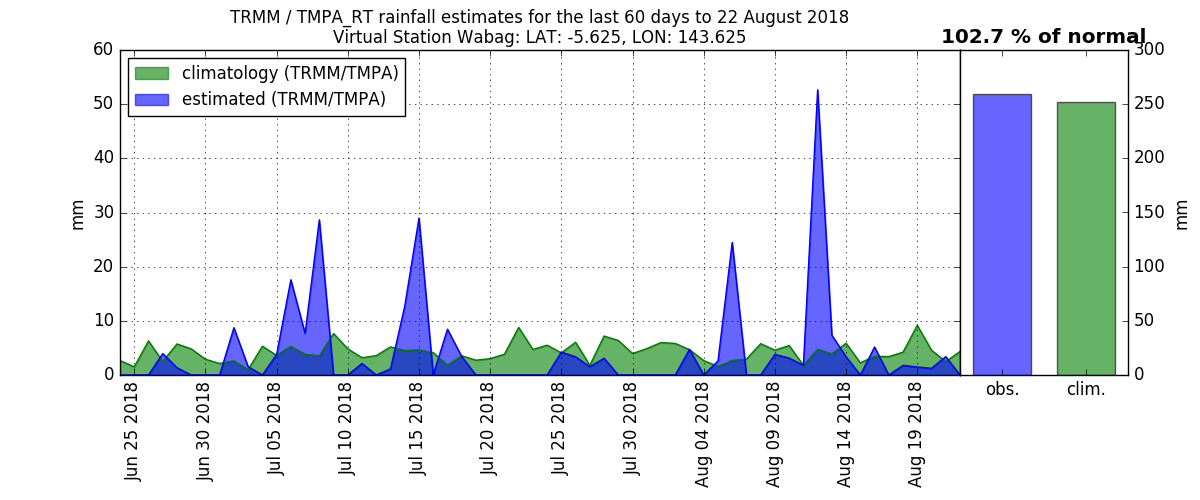 TRMM / TMPA_RT rainfall estimates for the last 60 days to 22 August 2018
Virtual Station Wabag: LAT: -5.625, LON: 143.625
102.7 % of normal
climatology (TRMM/TMPA)
estimated (TRMM/TMPA)
60
50
40
30
20
10
0
mm
Jun 25 2018
Jun 30 2018
Jul 05 2018
Jul 10 2018
Jul 15 2018
Jul 20 2018
Jul 25 2018
Jul 30 2018
Aug 04 2018
Aug 09 2018
Aug 14 2018
Aug 19 2018
obs.
clim.
300
250
200
150
100
50
0
mm